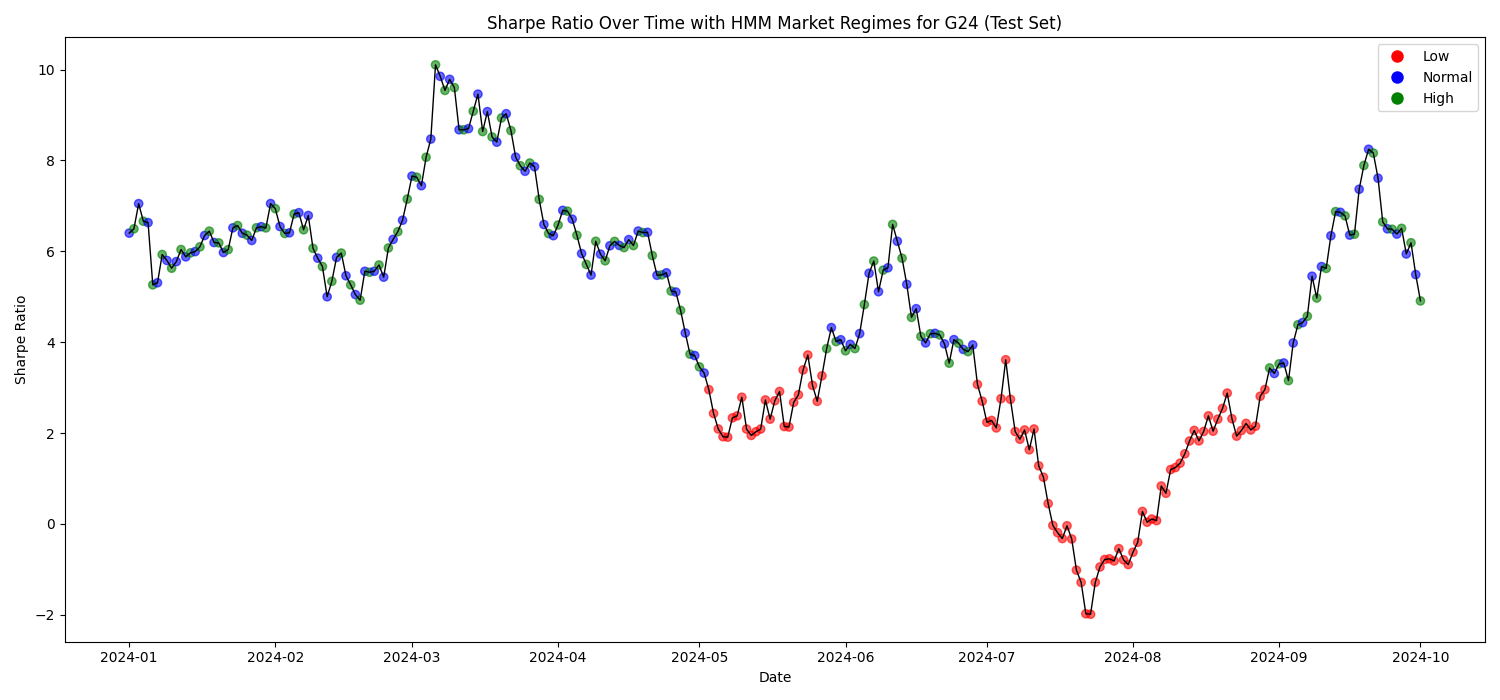 Sharpe Ratio Over Time with HMM Market Regimes for G24 (Test Set)
Low
Normal
High
Sharpe Ratio
10
8
6
4
2
0
−2
2024-01 2024-02 2024-03 2024-04 2024-05 2024-06 2024-07 2024-08 2024-09 2024-10
Date